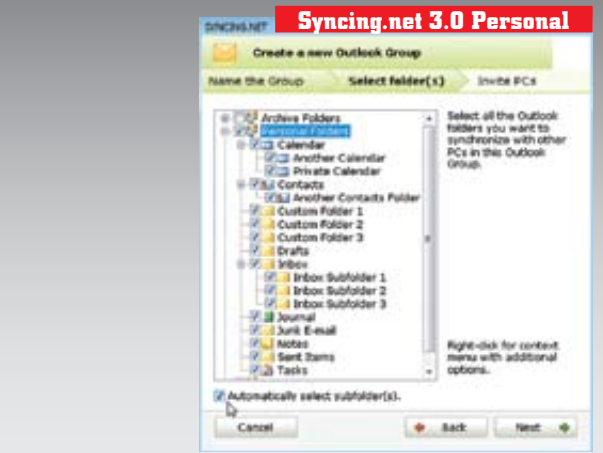 SYNCING.NET
Syncing.net 3.0 Personal
Create a new Outlook Group
Name the Group
Select folder(s)
Invite PCs
Archive Folders
Personal Folders
Calendar
Another Calendar
Private Calendar
Contacts
Another Contacts Folder
Custom Folder 1
Custom Folder 2
Custom Folder 3
Drafts
Inbox
Inbox Subfolder 1
Inbox Subfolder 2
Inbox Subfolder 3
Journal
Junk E-mail
Notes
Sent Items
Tasks
Select all the Outlook
folders you want to
synchronize with other
PCs in this Outlook
Group.
Right-click for context
menu with additional
options.
Automatically select subfolder(s).
Cancel
Back
Next